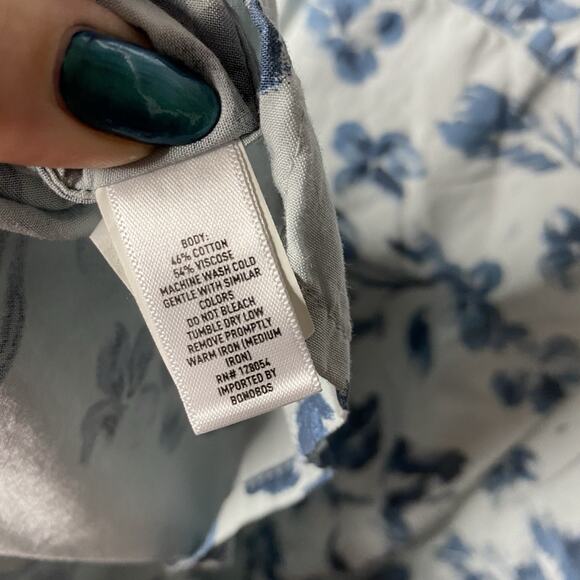 BODY:
46% COTTON
54% VISCOSE
MACHINE WASH COLD
GENTLE WITH SIMILAR
COLORS
DO NOT BLEACH
TUMBLE DRY LOW
REMOVE PROMPTLY
WARM IRON (MEDIUM
IRON)
RN# 128054
IMPORTED BY
BONOBOS